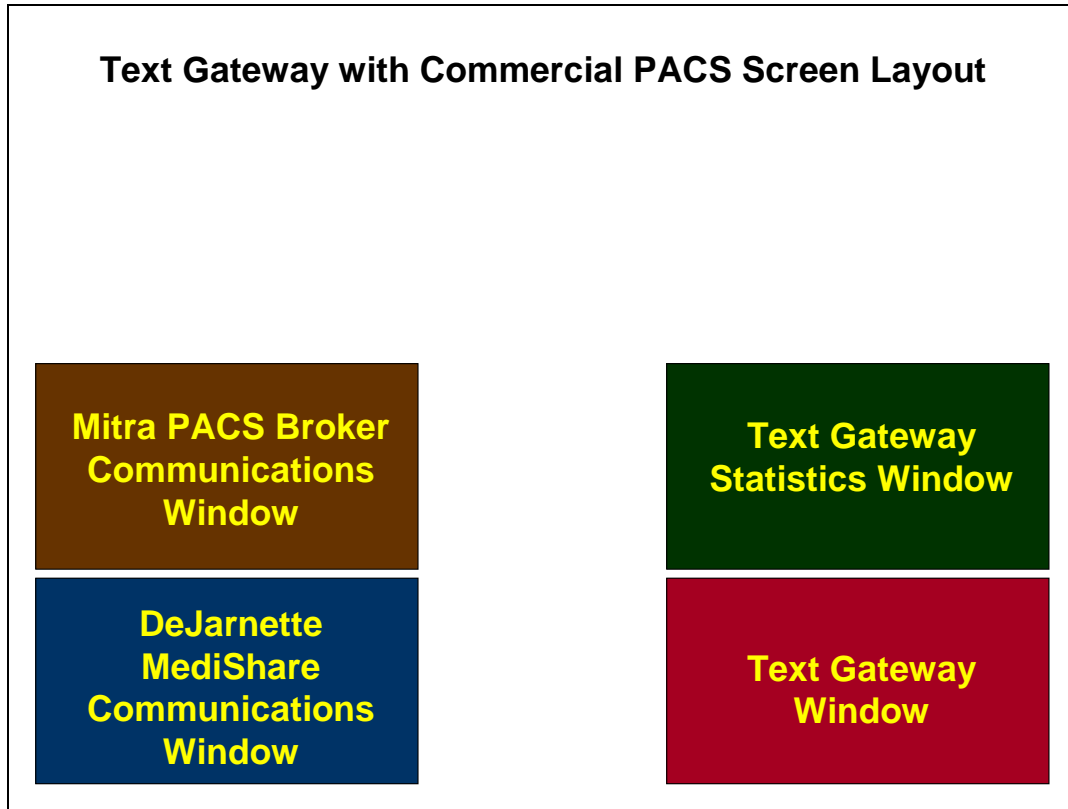 Text Gateway with Commercial PACS Screen Layout
Mitra PACS Broker
Communications
Window
Text Gateway
Statistics Window
DeJarnette
MediShare
Communications
Window
Text Gateway
Window